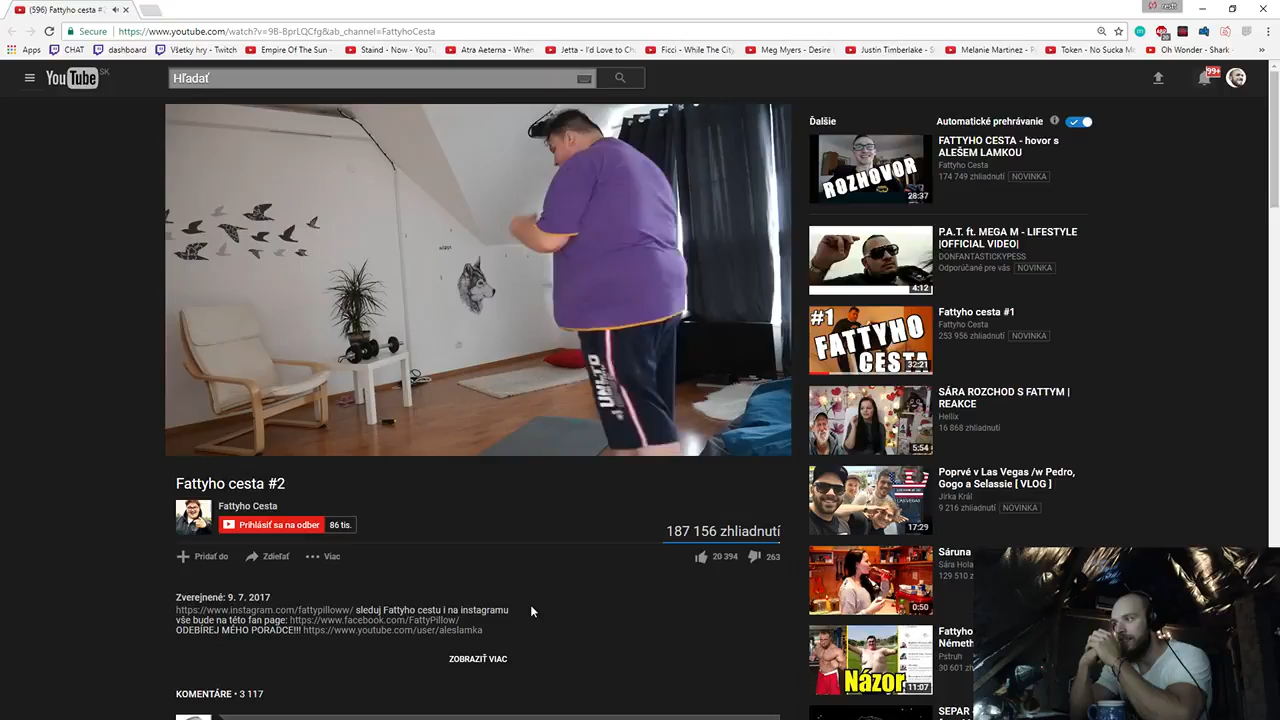 (596) Fattyho cesta #2
Secure
https://www.youtube.com/watch?v=9B-BprLQCfg&ab_channel=FattyhoCesta
Apps
CHAT
dashboard
Všetky hry - Twitch
Empire Of The Sun -
Staind - Now - YouT
Atra Aeterna - When
Jetta - I'd Love to Ch
Ficci - While The City
Meg Myers - Desire
Justin Timberlake - S
Melanie Martinez - P
Token - No Sucka M
Oh Wonder - Shark
YouTube SK
Hľadať
99+
Ďalšie
Automatické prehrávanie
ROZHOVOR
28:37
FATTYHO CESTA - hovor s
ALEŠEM LAMKOU
Fattyho Cesta
174 749 zhliadnutí
NOVINKA
4:12
P.A.T. ft. MEGA M - LIFESTYLE
|OFFICIAL VIDEO|
DONFANTASTICKYPESS
Odporúčané pre vás
NOVINKA
#1
FATTYHO
CESTA
32:21
Fattyho cesta #1
Fattyho Cesta
253 956 zhliadnutí
NOVINKA
5:54
SÁRA ROZCHOD S FATTYM |
REAKCE
Hellix
16 868 zhliadnutí
17:29
Poprvé v Las Vegas /w Pedro,
Gogo a Selassie [ VLOG ]
Jirka Král
9 216 zhliadnutí
NOVINKA
0:50
Sáruna
Sára Hola
129 510 z
Názor
11:07
Fattyho
Németh
Pstruh
30 601 z
SEPAR
Fattyho cesta #2
Fattyho Cesta
Prihlásiť sa na odber
86 tis.
187 156 zhliadnutí
Pridať do
Zdieľať
Viac
20 394
263
Zverejnené: 9. 7. 2017
https://www.instagram.com/fattypilloww/ sleduj Fattyho cestu i na instagramu
vše bude na této fan page: https://www.facebook.com/FattyPillow/
ODEBÍREJ MÉHO PORADCE!!! https://www.youtube.com/user/aleslamka
ZOBRAZIŤ VIAC
KOMENTÁRE • 3 117